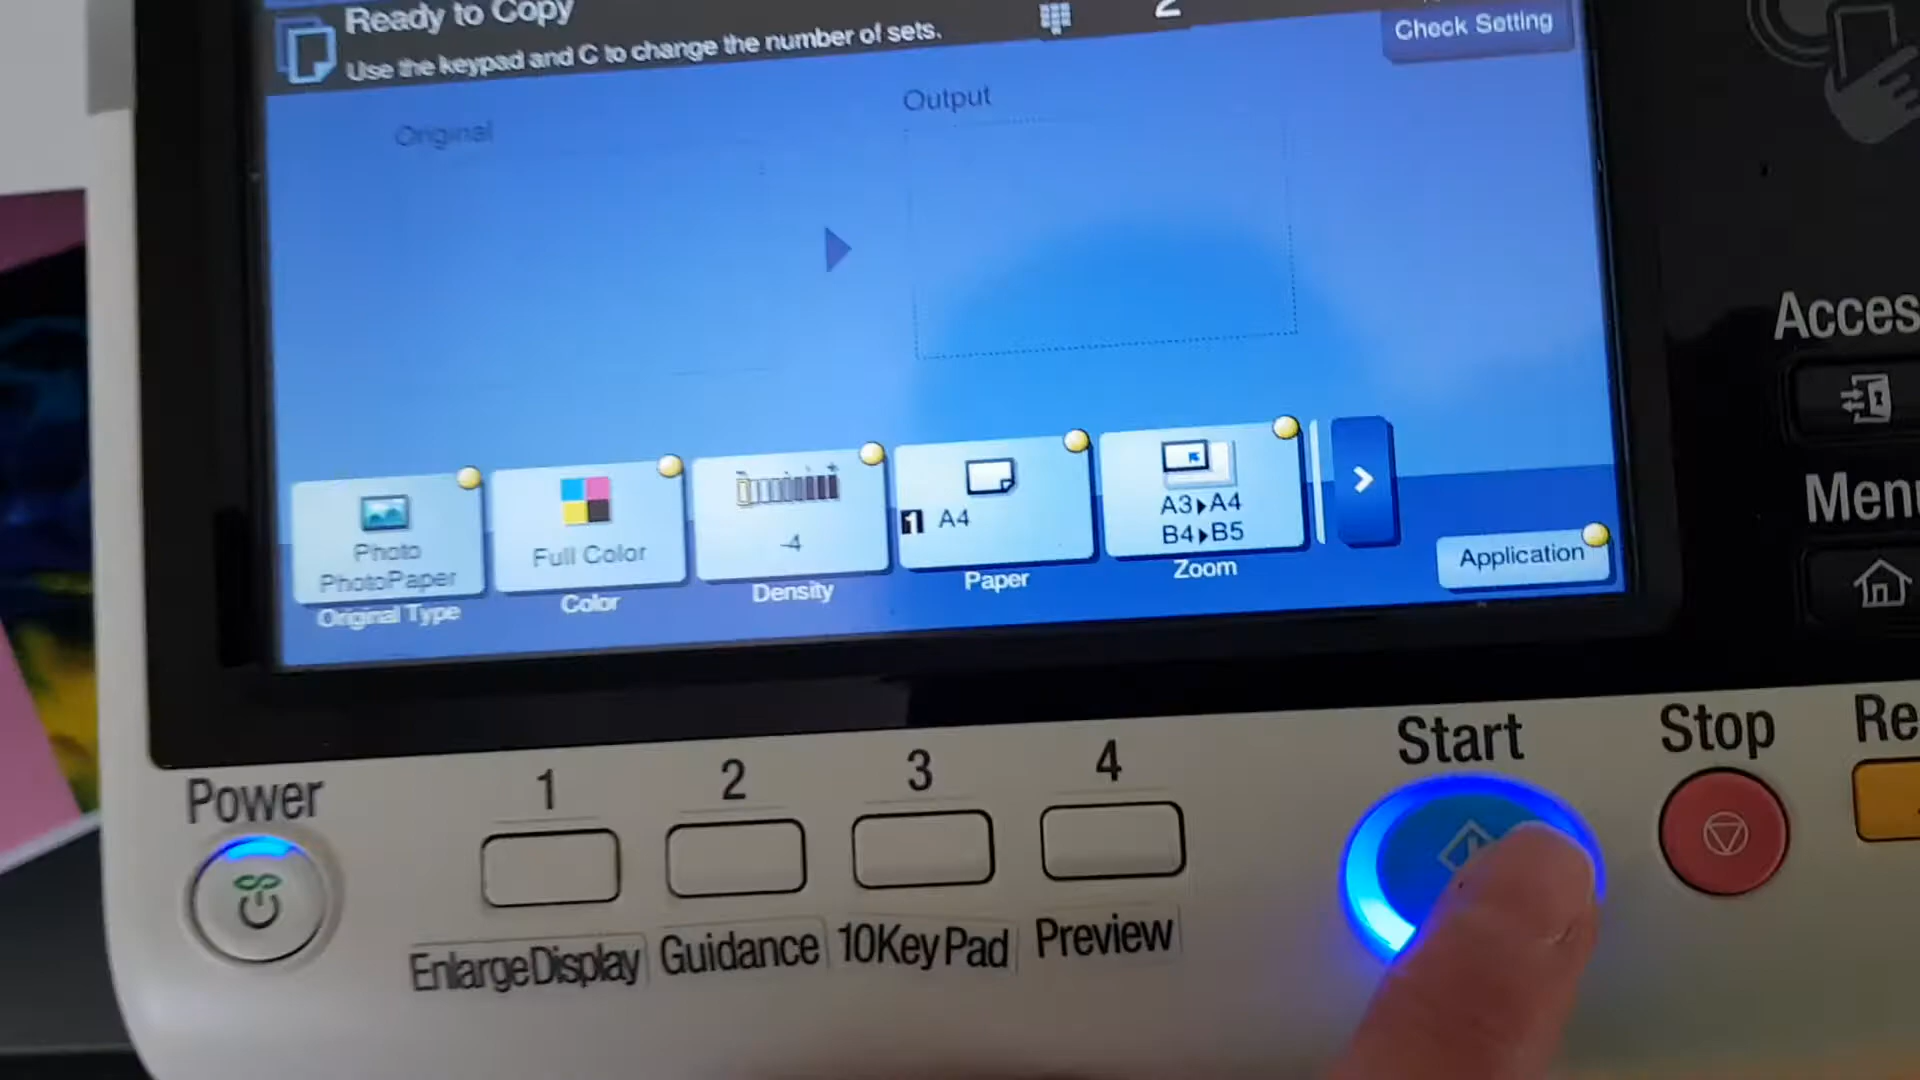 Ready to Copy
Use the keypad and C to change the number of sets.
2
Check Setting
Original
Output
Photo
PhotoPaper
Original Type
Full Color
Color
-4
Density
1 A4
Paper
A3▶A4
B4▶B5
Zoom
Application
Acces
Menu
Power
1
2
3
4
Start
Stop
Re
EnlargeDisplay
Guidance
10KeyPad
Preview